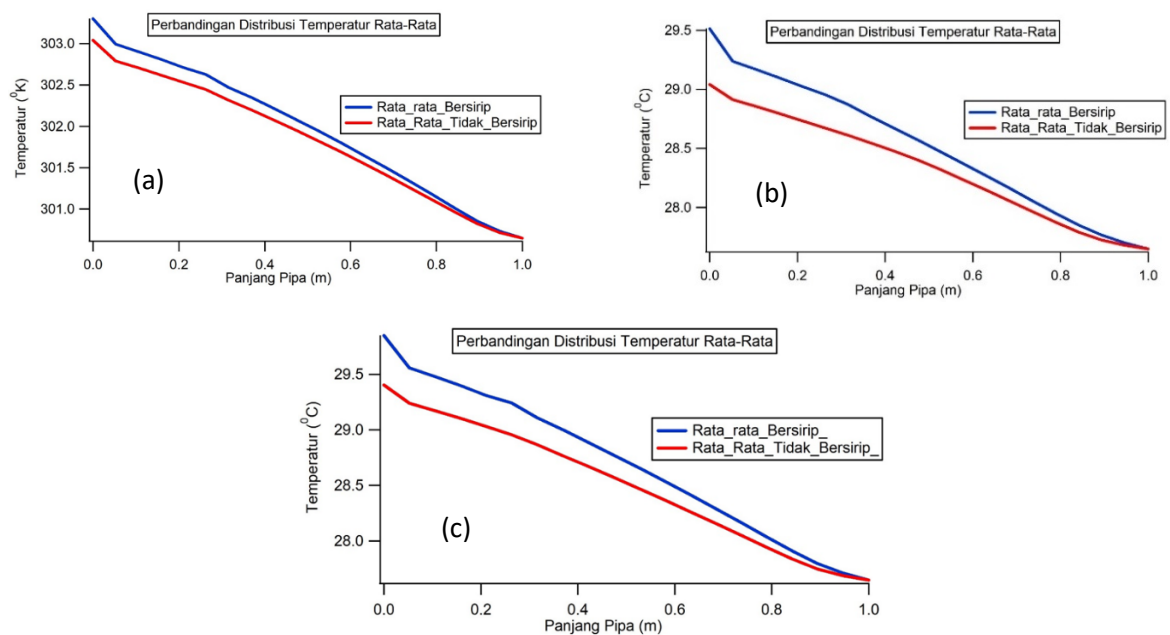 Perbandingan Distribusi Temperatur Rata-Rata
303.0
302.5
302.0
301.5
301.0
Temperatur (⁰K)
Rata_rata_Bersirip
Rata_Rata_Tidak_Bersirip
(a)
0.0 0.2 0.4 0.6 0.8 1.0
Panjang Pipa (m)
Perbandingan Distribusi Temperatur Rata-Rata
29.5
29.0
28.5
28.0
Temperatur (⁰C)
Rata_rata_Bersirip
Rata_Rata_Tidak_Bersirip
(b)
0.0 0.2 0.4 0.6 0.8 1.0
Panjang Pipa (m)
Perbandingan Distribusi Temperatur Rata-Rata
29.5
29.0
28.5
28.0
Temperatur (⁰C)
Rata_rata_Bersirip_
Rata_Rata_Tidak_Bersirip_
(c)
0.0 0.2 0.4 0.6 0.8 1.0
Panjang Pipa (m)